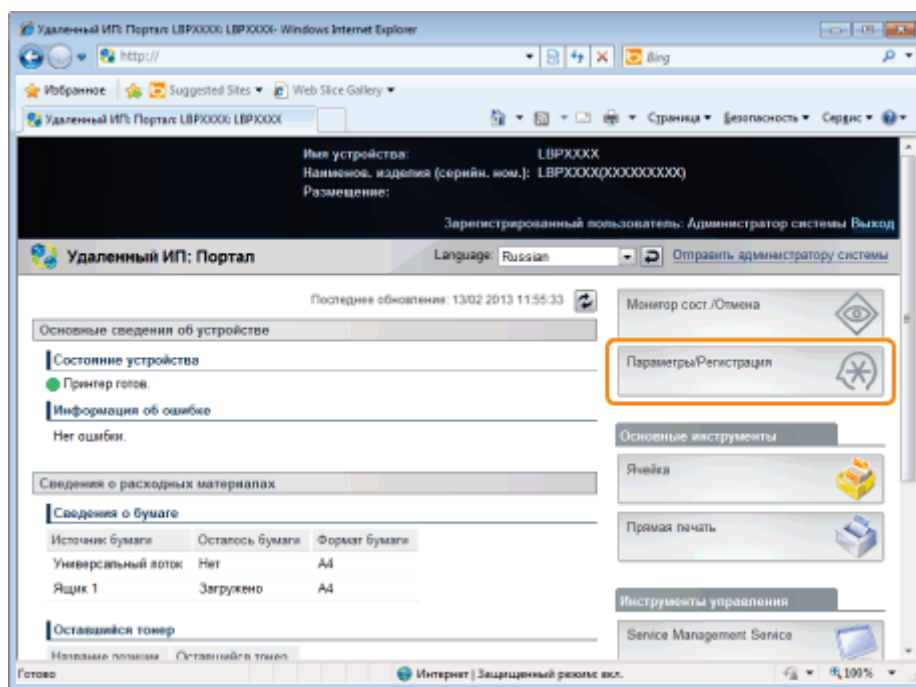 Удаленный ИП: Портал: LBPXXXX: LBPXXXX- Windows Internet Explorer
http://
Bing
Избранное Suggested Sites Web Slice Gallery
Удаленный ИП: Портал: LBPXXXX: LBPXXXX
Страница Безопасность Сервис
Имя устройства: LBPXXXX
Наименов. изделия (серийн. ном.): LBPXXXX(XXXXXXXXX)
Размещение:
Зарегистрированный пользователь: Администратор системы Выход
Удаленный ИП: Портал
Language: Russian
Отправить администратору системы
Последнее обновление: 13/02 2013 11:55:33
Основные сведения об устройстве
Состояние устройства
Принтер готов.
Информация об ошибке
Нет ошибки.
Сведения о расходных материалах
Сведения о бумаге
Источник бумаги Осталось бумаги Формат бумаги
Универсальный лоток Нет A4
Ящик 1 Загружено A4
Оставшийся тонер
Название позиции Оставшийся тонер
Монитор сост./Отмена
Параметры/Регистрация
Основные инструменты
Ячейка
Прямая печать
Инструменты управления
Service Management Service
Готово
Интернет | Защищенный режим: вкл.
100%